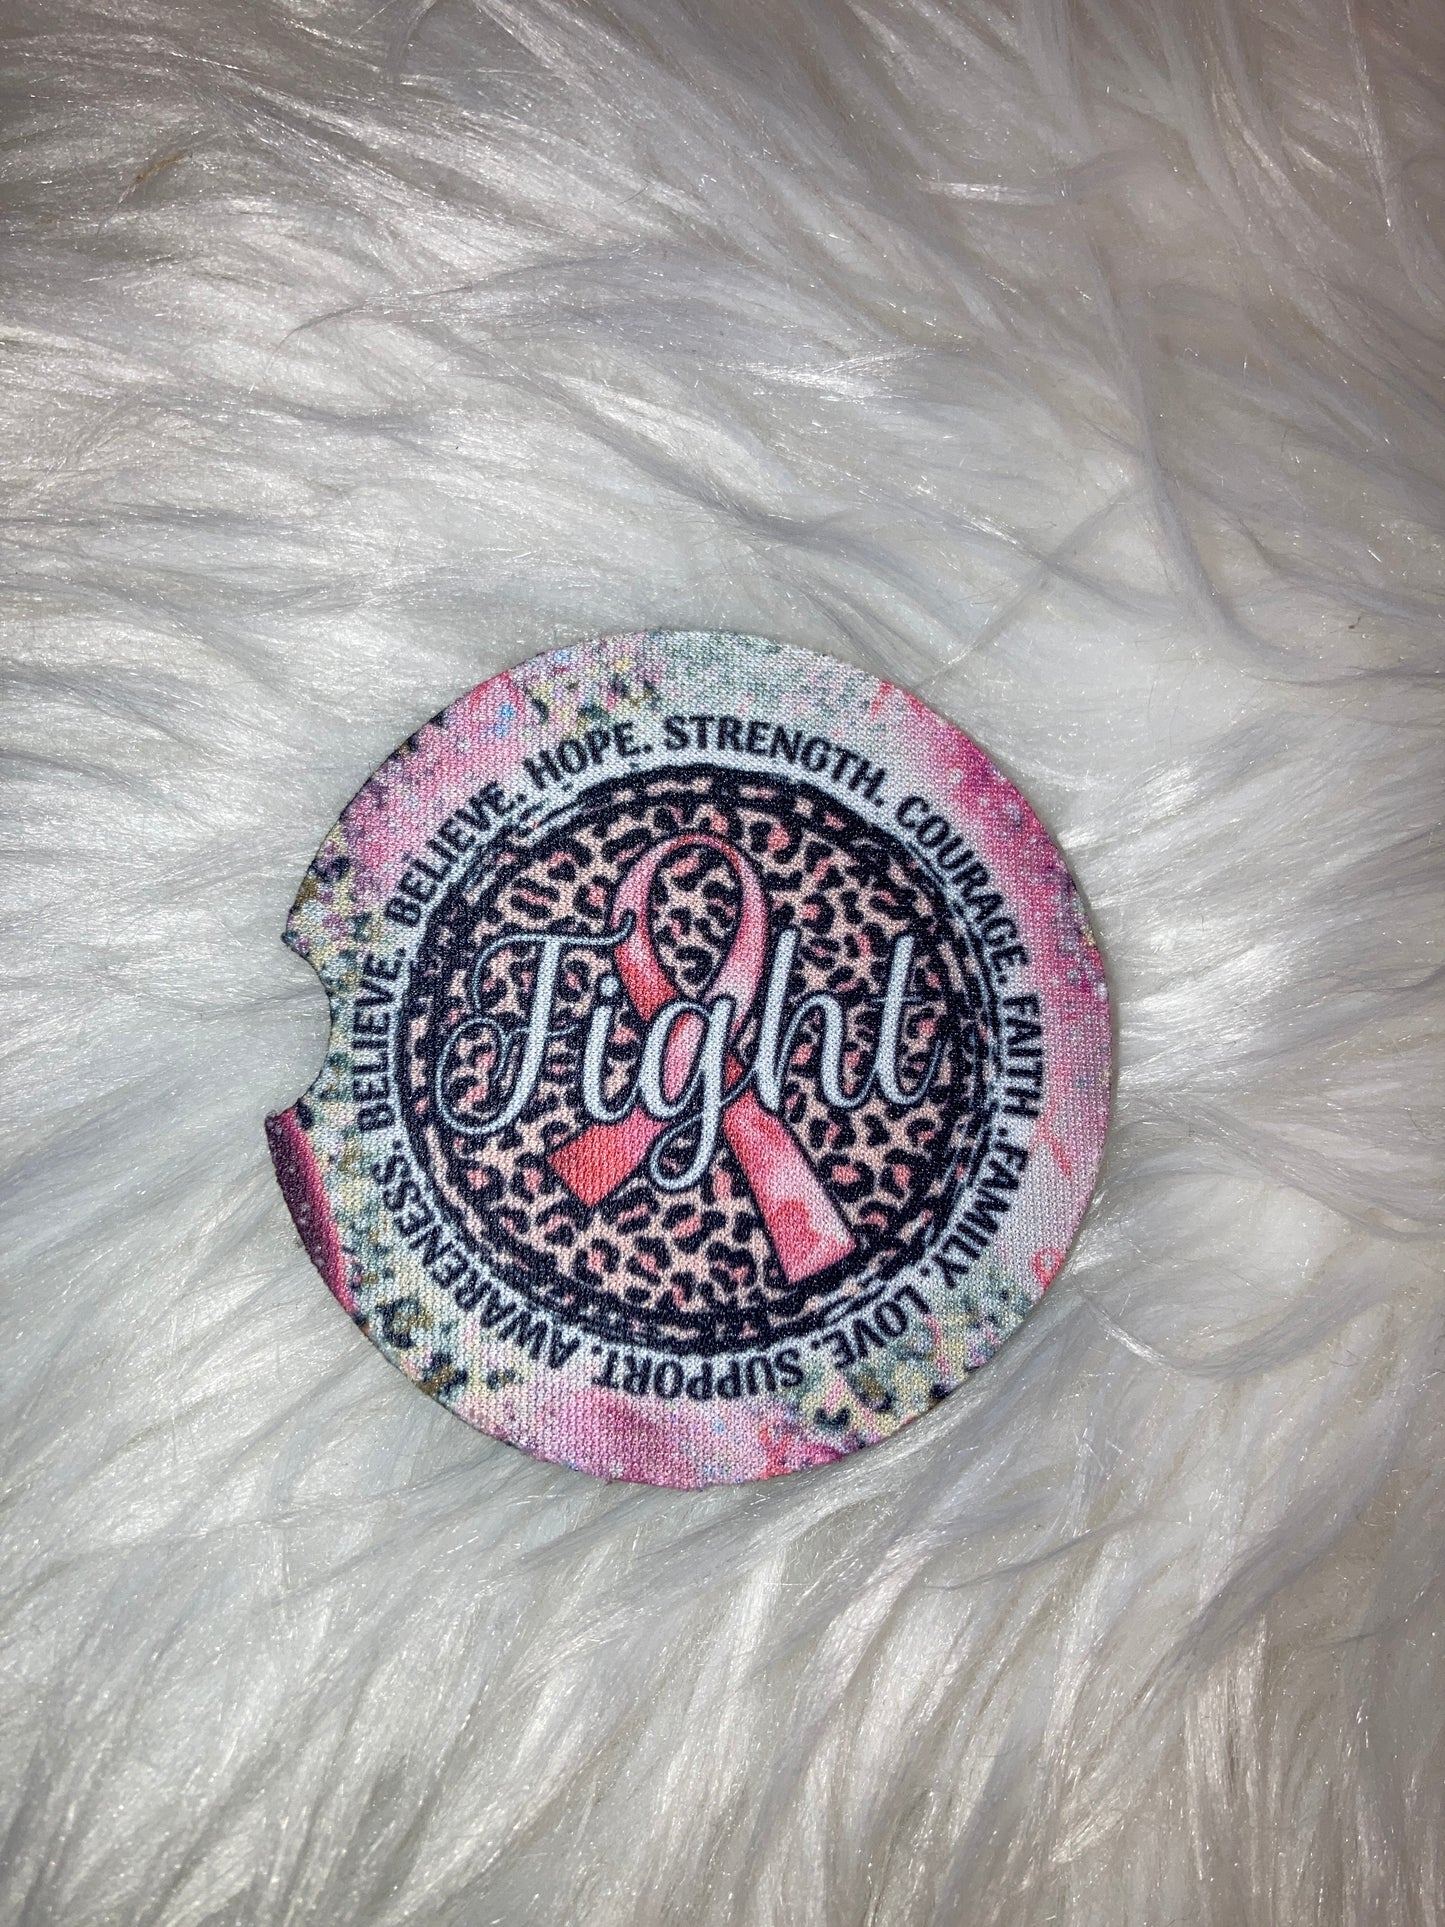 BELIEVE. BELIEVE. HOPE. STRENGTH. COURAGE. FAITH. FAMILY. LOVE. SUPPORT. AWARENESS.
Fight